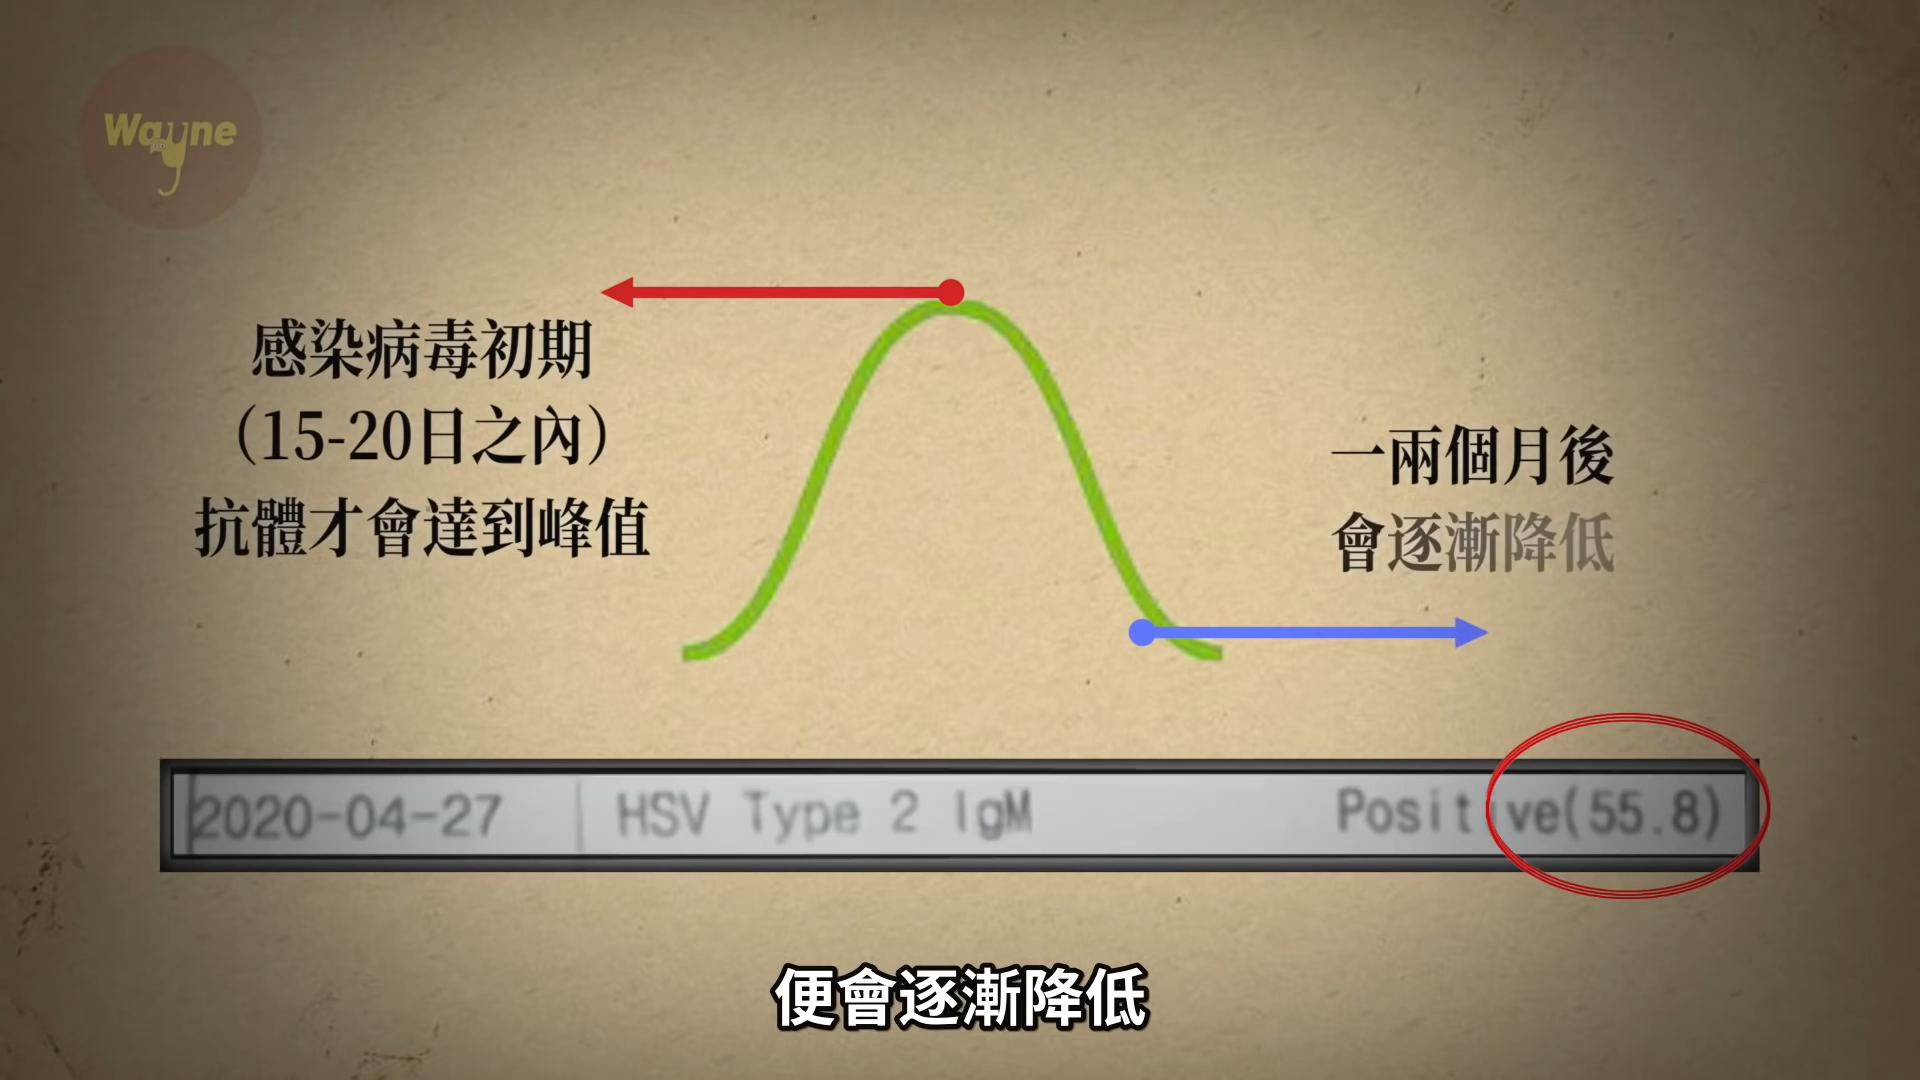 Wayne
感染病毒初期
（15-20日之內）
抗體才會達到峰值
一兩個月後
會逐漸降低
2020-04-27 HSV Type 2 IgM Positive(55.8)
便會逐漸降低